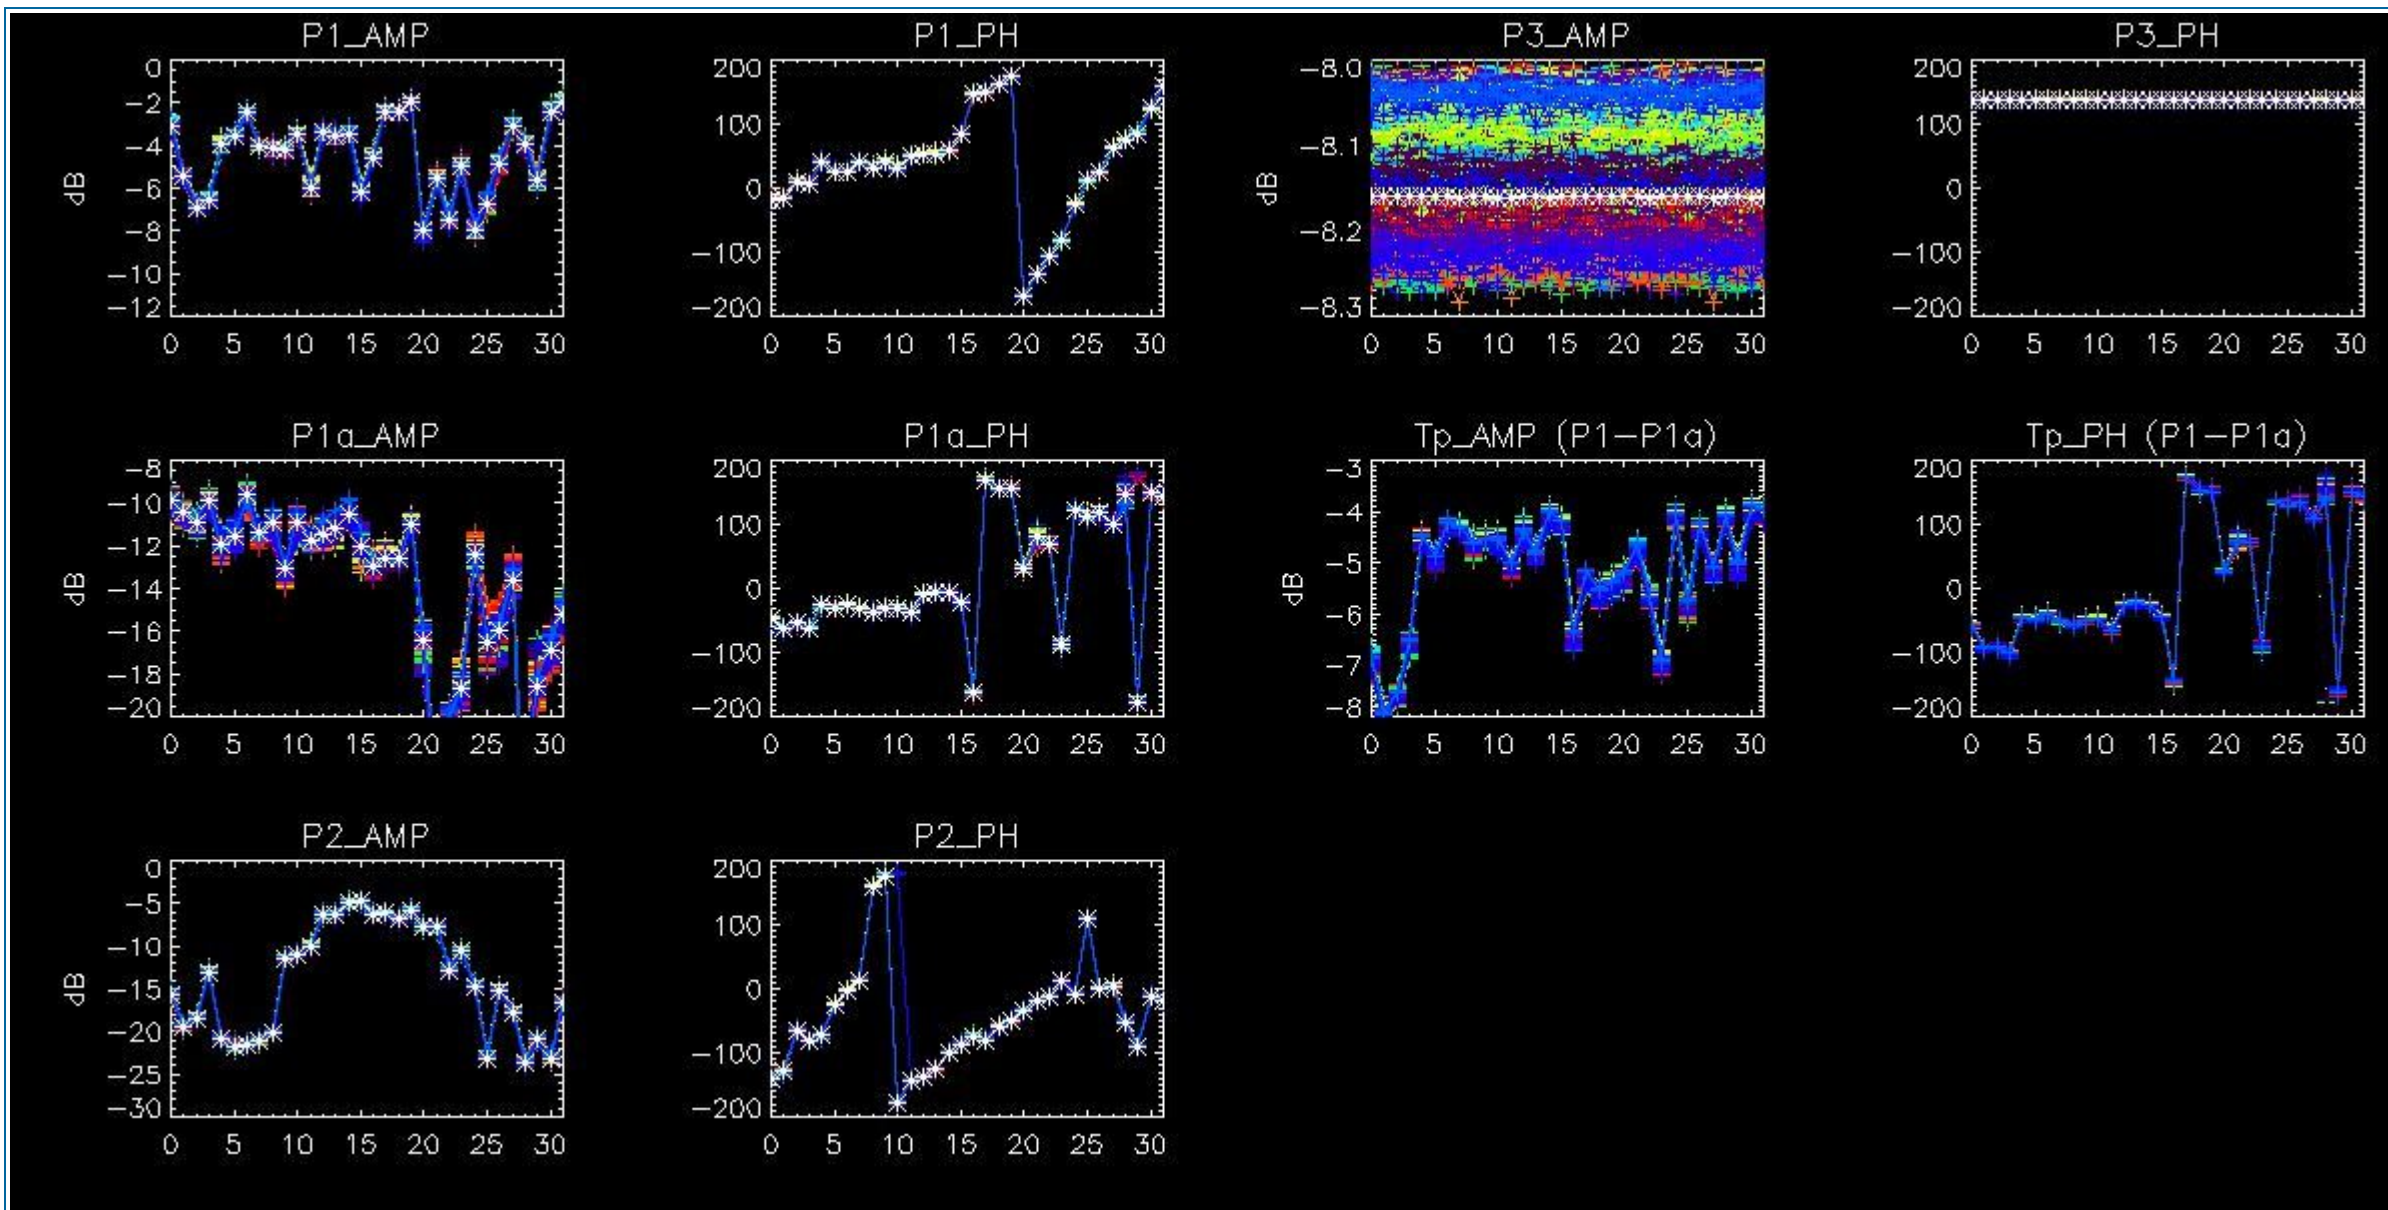 P1_AMP
P1_PH
P3_AMP
P3_PH
0
−2
−4
−6
−8
−10
−12
dB
0 5 10 15 20 25 30
200
100
0
−100
−200
0 5 10 15 20 25 30
−8.0
−8.1
−8.2
−8.3
dB
0 5 10 15 20 25 30
200
100
0
−100
−200
0 5 10 15 20 25 30
P1a_AMP
P1a_PH
Tp_AMP (P1−P1a)
Tp_PH (P1−P1a)
−8
−10
−12
−14
−16
−18
−20
dB
0 5 10 15 20 25 30
200
100
0
−100
−200
0 5 10 15 20 25 30
−3
−4
−5
−6
−7
−8
dB
0 5 10 15 20 25 30
200
100
0
−100
−200
0 5 10 15 20 25 30
P2_AMP
P2_PH
0
−5
−10
−15
−20
−25
−30
dB
0 5 10 15 20 25 30
200
100
0
−100
−200
0 5 10 15 20 25 30